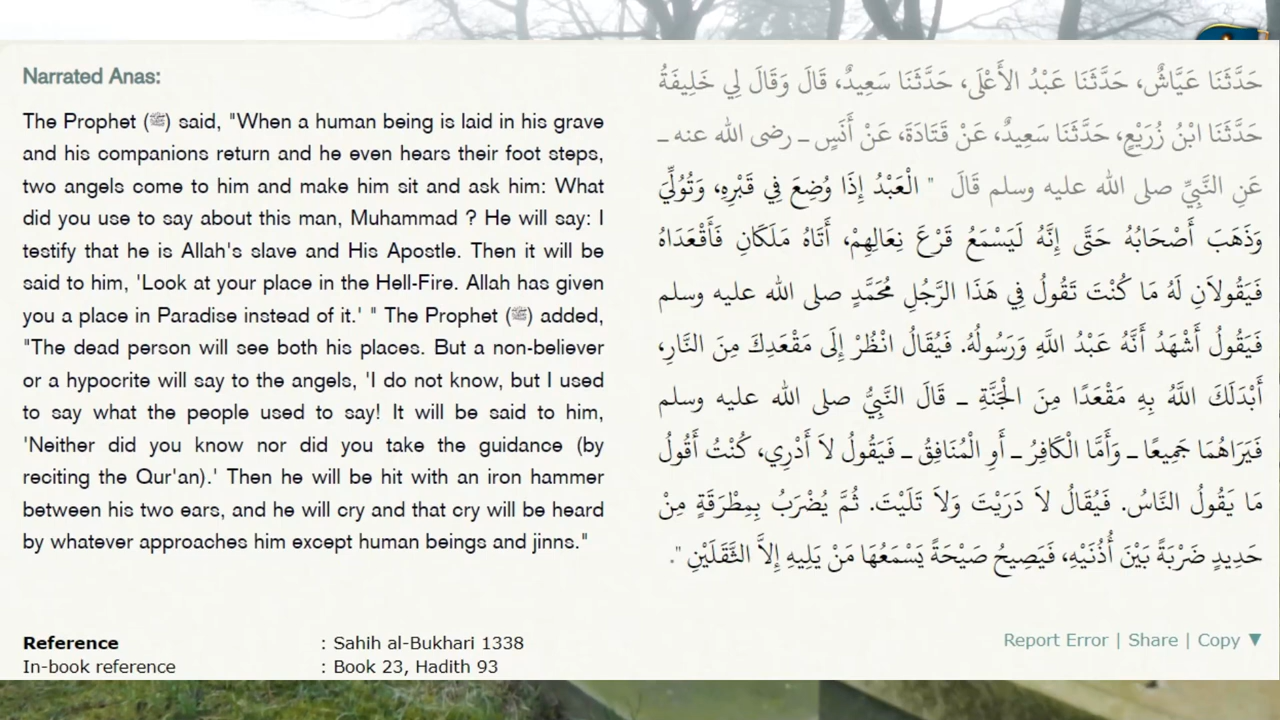 Narrated Anas:
The Prophet (ﷺ) said, "When a human being is laid in his grave
and his companions return and he even hears their foot steps,
two angels come to him and make him sit and ask him: What
did you use to say about this man, Muhammad ? He will say: I
testify that he is Allah's slave and His Apostle. Then it will be
said to him, 'Look at your place in the Hell-Fire. Allah has given
you a place in Paradise instead of it.' " The Prophet (ﷺ) added,
"The dead person will see both his places. But a non-believer
or a hypocrite will say to the angels, 'I do not know, but I used
to say what the people used to say! It will be said to him,
'Neither did you know nor did you take the guidance (by
reciting the Qur'an).' Then he will be hit with an iron hammer
between his two ears, and he will cry and that cry will be heard
by whatever approaches him except human beings and jinns."
حَدَّثَنَا عَيَّاشٌ، حَدَّثَنَا عَبْدُ الأَعْلَى، حَدَّثَنَا سَعِيدٌ، قَالَ وَقَالَ لِي خَلِيفَةُ
حَدَّثَنَا ابْنُ زُرَيْعٍ، حَدَّثَنَا سَعِيدٌ، عَنْ قَتَادَةَ، عَنْ أَنَسٍ ـ رضى الله عنه ـ
عَنِ النَّبِيِّ صلى الله عليه وسلم قَالَ ‏"‏ الْعَبْدُ إِذَا وُضِعَ فِي قَبْرِهِ، وَتُوُلِّيَ
وَذَهَبَ أَصْحَابُهُ حَتَّى إِنَّهُ لَيَسْمَعُ قَرْعَ نِعَالِهِمْ، أَتَاهُ مَلَكَانِ فَأَقْعَدَاهُ
فَيَقُولاَنِ لَهُ مَا كُنْتَ تَقُولُ فِي هَذَا الرَّجُلِ مُحَمَّدٍ صلى الله عليه وسلم
فَيَقُولُ أَشْهَدُ أَنَّهُ عَبْدُ اللَّهِ وَرَسُولُهُ. فَيُقَالُ انْظُرْ إِلَى مَقْعَدِكَ مِنَ النَّارِ،
أَبْدَلَكَ اللَّهُ بِهِ مَقْعَدًا مِنَ الْجَنَّةِ ـ قَالَ النَّبِيُّ صلى الله عليه وسلم
فَيَرَاهُمَا جَمِيعًا ـ وَأَمَّا الْكَافِرُ ـ أَوِ الْمُنَافِقُ ـ فَيَقُولُ لاَ أَدْرِي، كُنْتُ أَقُولُ
مَا يَقُولُ النَّاسُ. فَيُقَالُ لاَ دَرَيْتَ وَلاَ تَلَيْتَ. ثُمَّ يُضْرَبُ بِمِطْرَقَةٍ مِنْ
حَدِيدٍ ضَرْبَةً بَيْنَ أُذُنَيْهِ، فَيَصِيحُ صَيْحَةً يَسْمَعُهَا مَنْ يَلِيهِ إِلاَّ الثَّقَلَيْنِ ‏"‏.
Reference : Sahih al-Bukhari 1338
In-book reference : Book 23, Hadith 93
Report Error | Share | Copy ▼